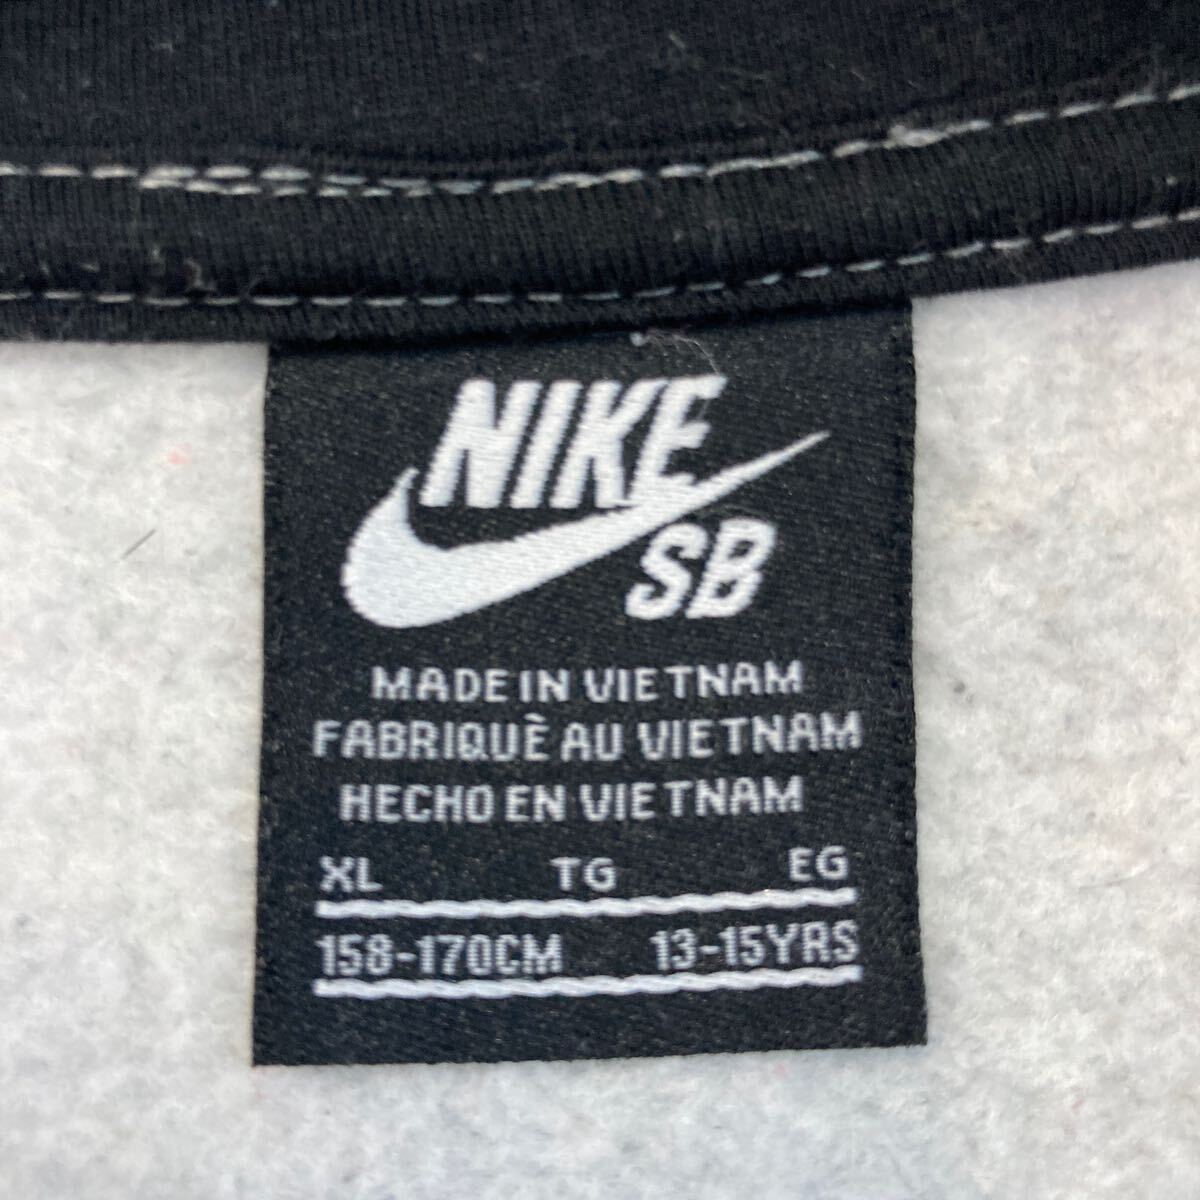 NIKE
SB
MADE IN VIETNAM
FABRIQUÈ AU VIETNAM
HECHO EN VIETNAM
XL TG EG
158-170CM 13-15YRS